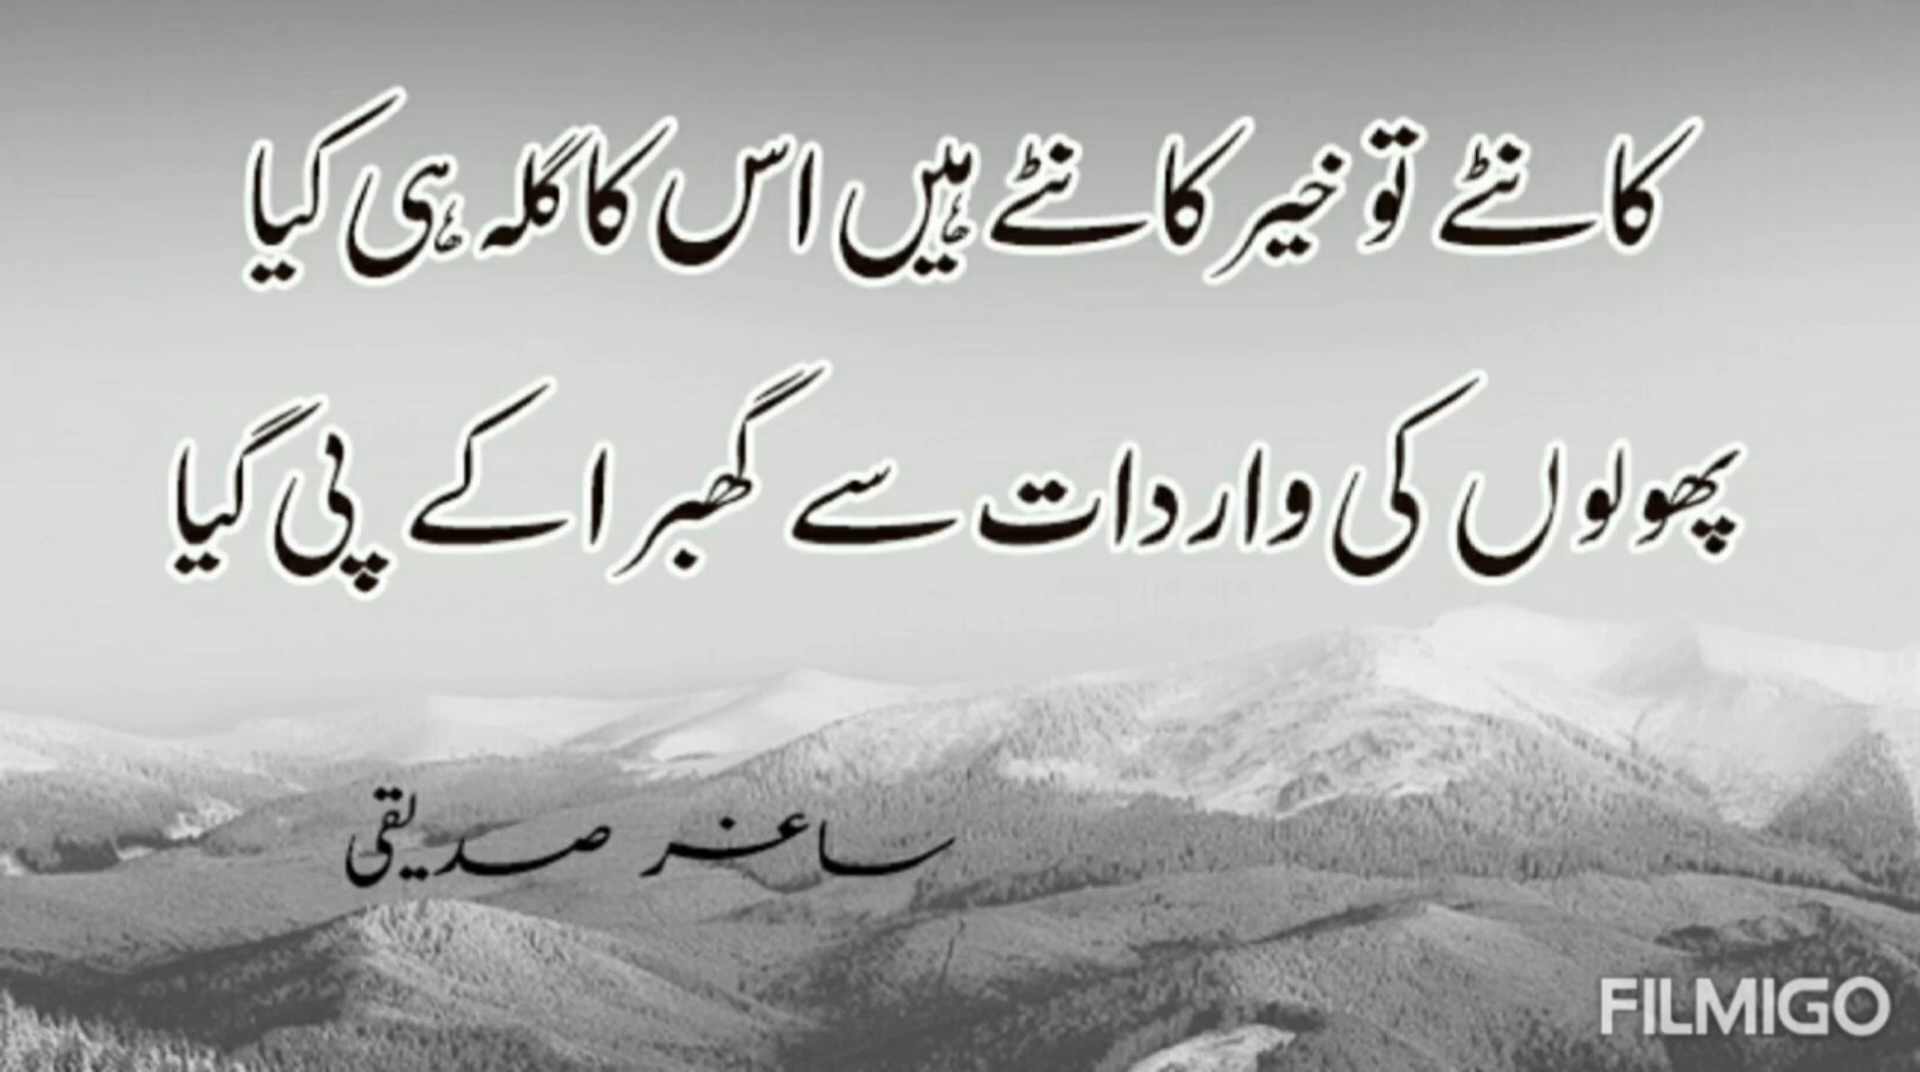 کانٹے تو خیر کانٹے ہیں اس کا گلہ ہی کیا
پھولوں کی واردات سے گھبرا کے پی گیا
ساغر صدیقی
FILMIGO